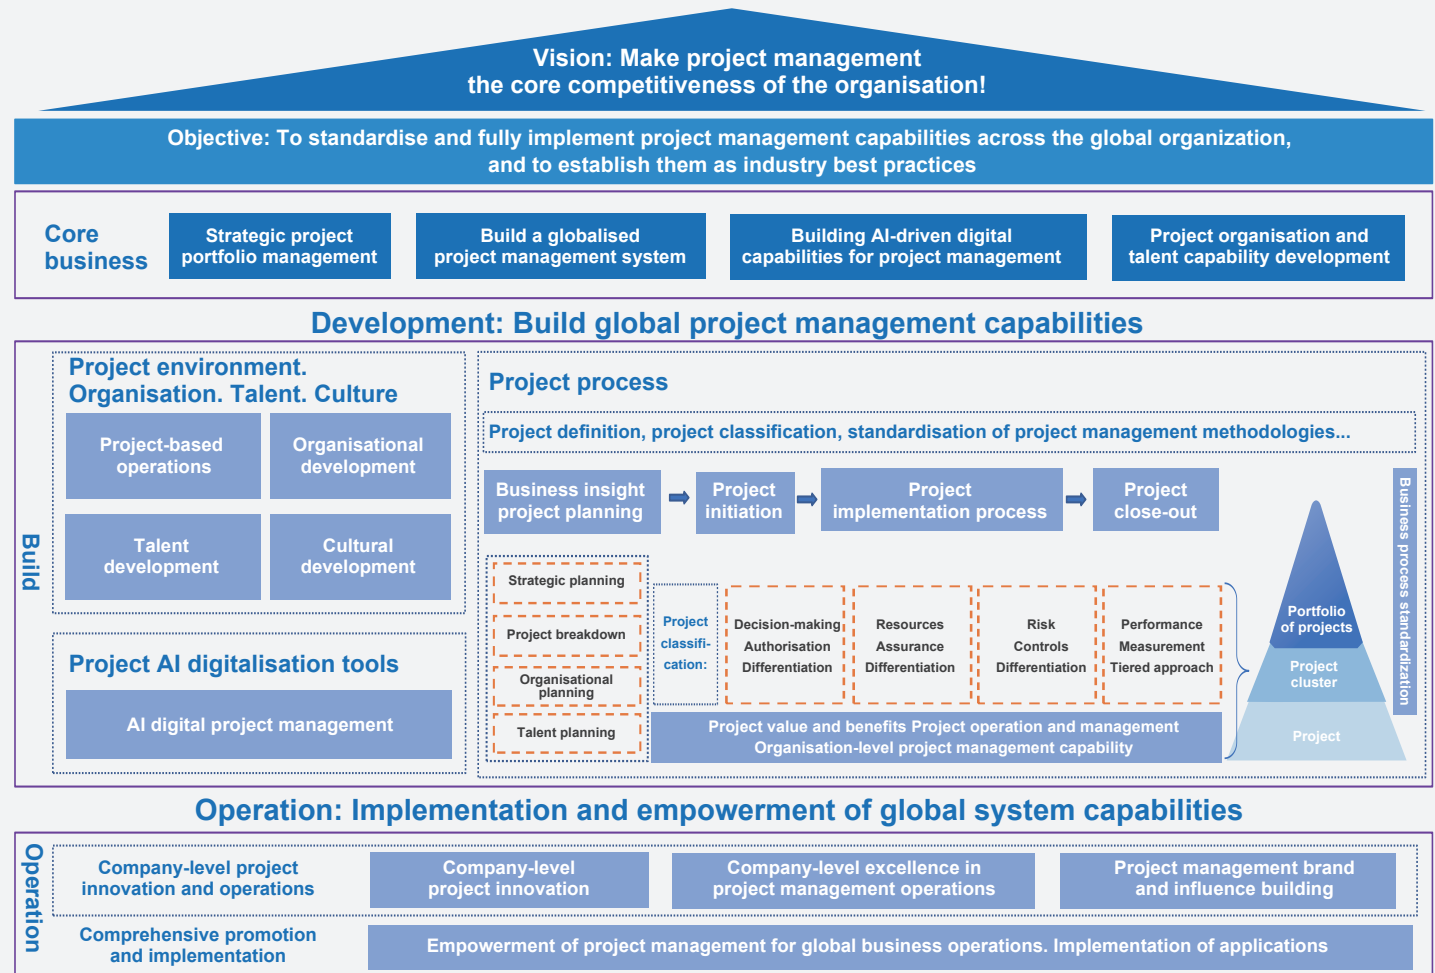 Vision: Make project management
the core competitiveness of the organisation!
Objective: To standardise and fully implement project management capabilities across the global organization,
and to establish them as industry best practices
Core
business
Strategic project
portfolio management
Build a globalised
project management system
Building AI-driven digital
capabilities for project management
Project organisation and
talent capability development
Development: Build global project management capabilities
Build
Project environment.
Organisation. Talent. Culture
Project-based
operations
Organisational
development
Talent
development
Cultural
development
Project AI digitalisation tools
AI digital project management
Project process
Project definition, project classification, standardisation of project management methodologies...
Business insight
project planning
Project
initiation
Project
implementation process
Project
close-out
Strategic planning
Project breakdown
Organisational
planning
Talent planning
Project
classifi-
cation:
Decision-making
Authorisation
Differentiation
Resources
Assurance
Differentiation
Risk
Controls
Differentiation
Performance
Measurement
Tiered approach
Project value and benefits Project operation and management
Organisation-level project management capability
Portfolio
of projects
Project
cluster
Project
Business process standardization
Operation: Implementation and empowerment of global system capabilities
Operation
Company-level project
innovation and operations
Company-level
project innovation
Company-level excellence in
project management operations
Project management brand
and influence building
Comprehensive promotion
and implementation
Empowerment of project management for global business operations. Implementation of applications